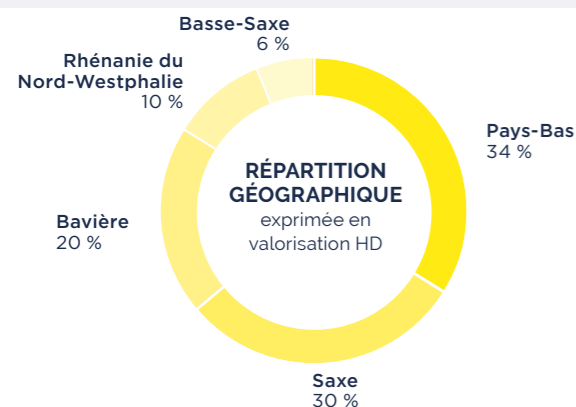 Basse-Saxe
6 %
Rhénanie du
Nord-Westphalie
10 %
Pays-Bas
34 %
RÉPARTITION
GÉOGRAPHIQUE
exprimée en
valorisation HD
Bavière
20 %
Saxe
30 %